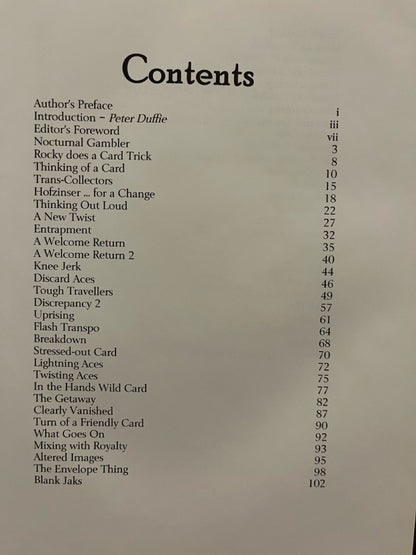 Contents
Author's Preface i
Introduction – Peter Duffie iii
Editor's Foreword vii
Nocturnal Gambler 3
Rocky does a Card Trick 8
Thinking of a Card 10
Trans-Collectors 15
Hofzinser ... for a Change 18
Thinking Out Loud 22
A New Twist 27
Entrapment 32
A Welcome Return 35
A Welcome Return 2 40
Knee Jerk 44
Discard Aces 46
Tough Travellers 49
Discrepancy 2 57
Uprising 61
Flash Transpo 64
Breakdown 68
Stressed-out Card 70
Lightning Aces 72
Twisting Aces 75
In the Hands Wild Card 77
The Getaway 82
Clearly Vanished 87
Turn of a Friendly Card 90
What Goes On 92
Mixing with Royalty 93
Altered Images 95
The Envelope Thing 98
Blank Jaks 102